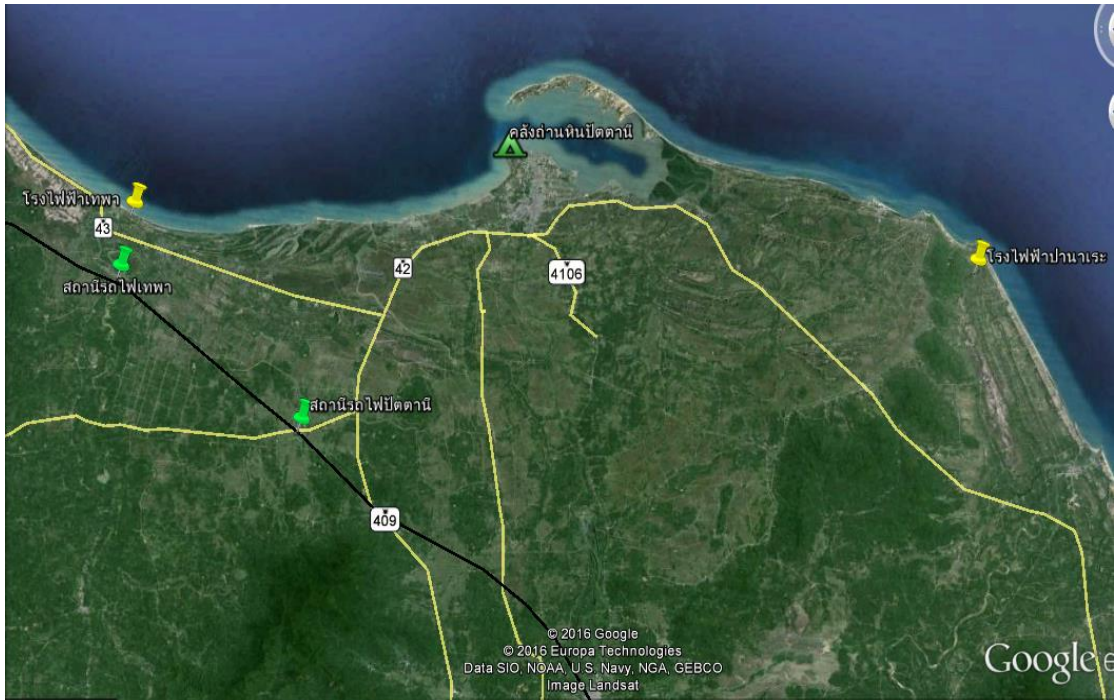 คลังถ่านหินปัตตานี
โรงไฟฟ้าเทพา
43
สถานีรถไฟเทพา
42
4106
โรงไฟฟ้าปานาเระ
สถานีรถไฟปัตตานี
409
© 2016 Google
© 2016 Europa Technologies
Data SIO, NOAA, U.S. Navy, NGA, GEBCO
Image Landsat
Google e